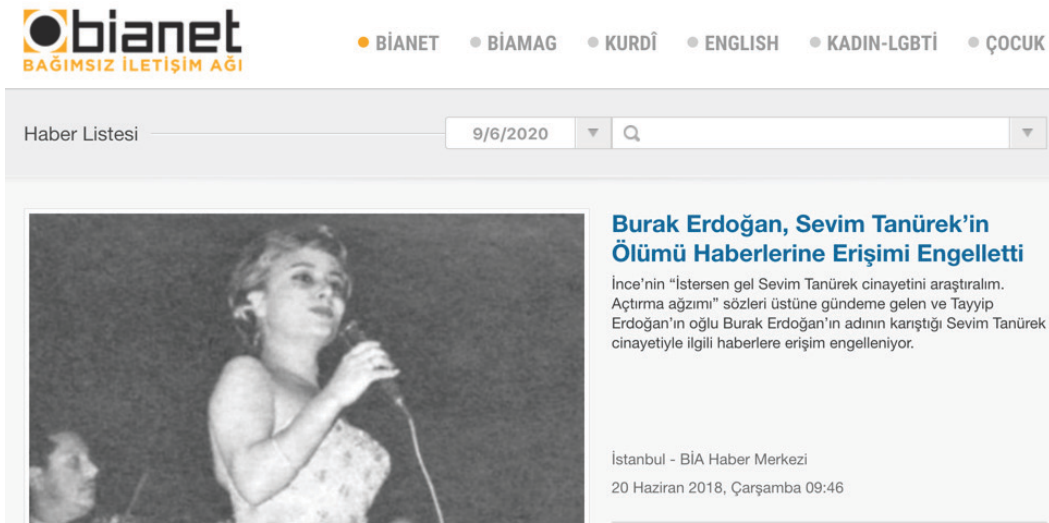 bianet
BAĞIMSIZ İLETİŞİM AĞI
BİANET
BİAMAG
KURDÎ
ENGLISH
KADIN-LGBTİ
ÇOCUK
Haber Listesi
9/6/2020
Burak Erdoğan, Sevim Tanürek’in
Ölümü Haberlerine Erişimi Engelletti
İnce’nin “İstersen gel Sevim Tanürek cinayetini araştıralım.
Açtırma ağzımı” sözleri üstüne gündeme gelen ve Tayyip
Erdoğan’ın oğlu Burak Erdoğan’ın adının karıştığı Sevim Tanürek
cinayetiyle ilgili haberlere erişim engelleniyor.
İstanbul - BİA Haber Merkezi
20 Haziran 2018, Çarşamba 09:46